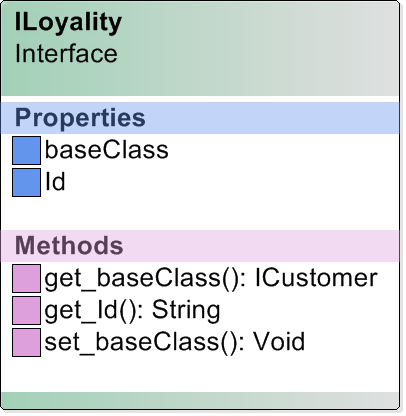 ILoyality
Interface
Properties
baseClass
Id
Methods
get_baseClass(): ICustomer
get_Id(): String
set_baseClass(): Void